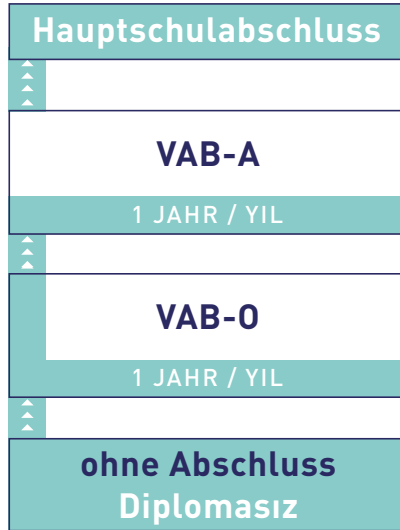 Hauptschulabschluss
VAB-A
1 JAHR / YIL
VAB-O
1 JAHR / YIL
ohne Abschluss
Diplomasız